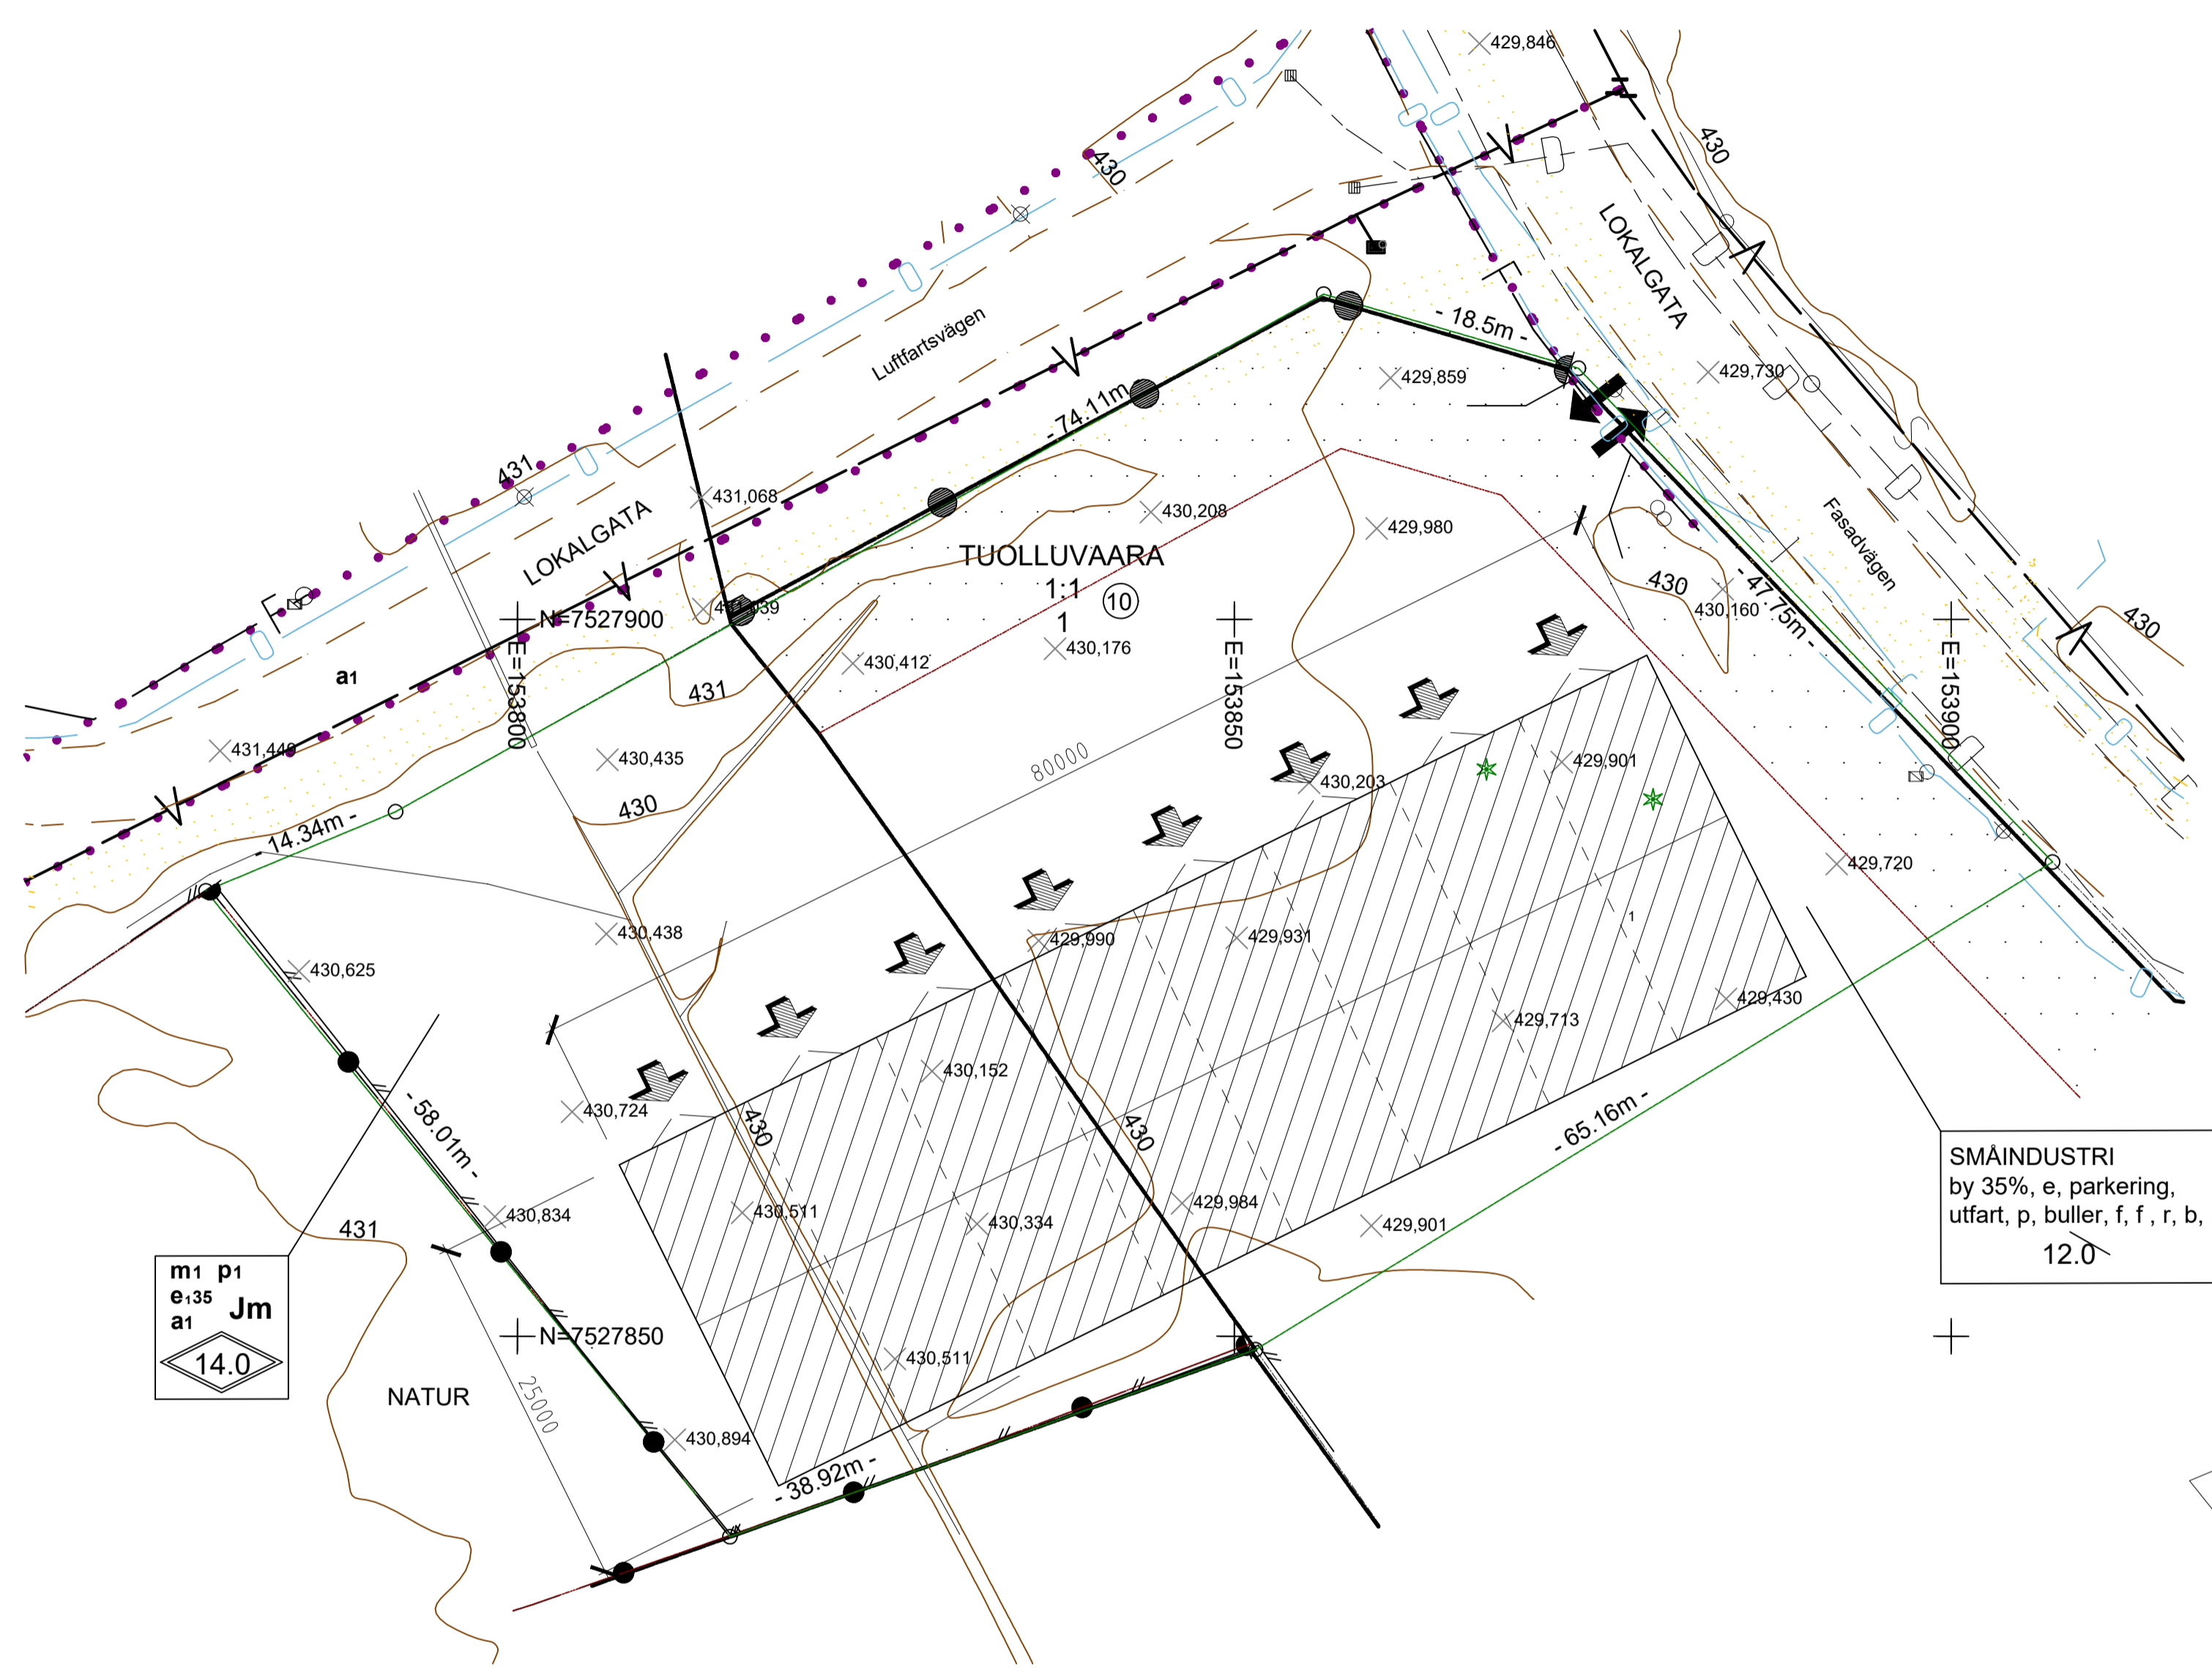 429,846
430
430
LOKALGATA
Luftfartsvägen
- 18.5m -
429,859
429,730
- 74.11m -
431
431,068
430,208
429,980
LOKALGATA
Fasadvägen
TUOLLUVAARA
1:1
10
1
430
430,160
- 47.75m -
430
N=7527900
E=153800
E=153850
E=153900
430,412
430,176
a1
431
431,449
430,435
80000
430,203
429,901
430
- 14.34m -
429,720
430,438
429,990
429,931
1
430,625
429,430
429,713
430,152
430,724
430
430
- 58.01m -
- 65.16m -
SMÅINDUSTRI
by 35%, e, parkering,
utfart, p, buller, f, f , r, b,
12.0
430,834
430,511
430,334
429,984
429,901
431
m1 p1
e135
Jm
a1
14.0
N=7527850
430,511
NATUR
25000
430,894
- 38.92m -